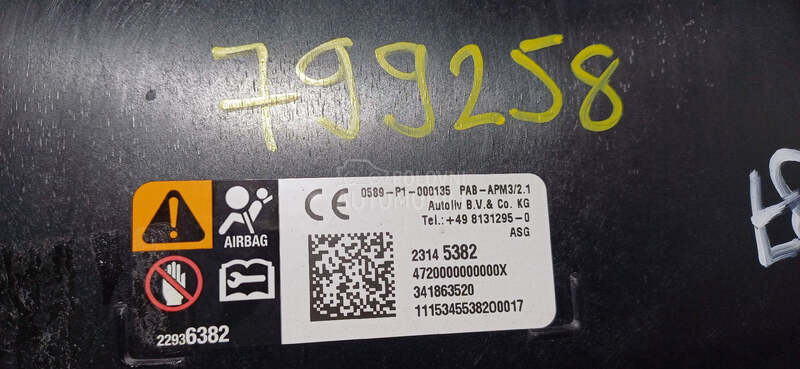 799258
CE 0589-P1-000135 PAB-APM3/2.1
Autoliv B.V.& Co. KG
Tel.:+49 8131295-0
ASG
AIRBAG
2314 5382
4720000000000X
341863520
11153455382O0017
22936382